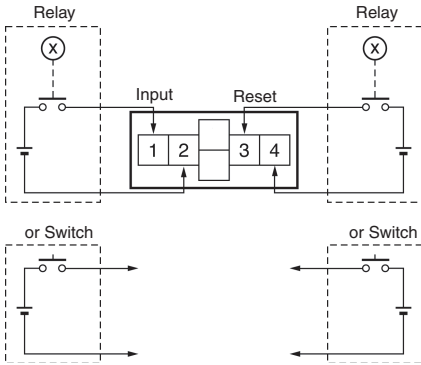 Relay
Relay
X
X
Input
Reset
1 2 3 4
or Switch
or Switch